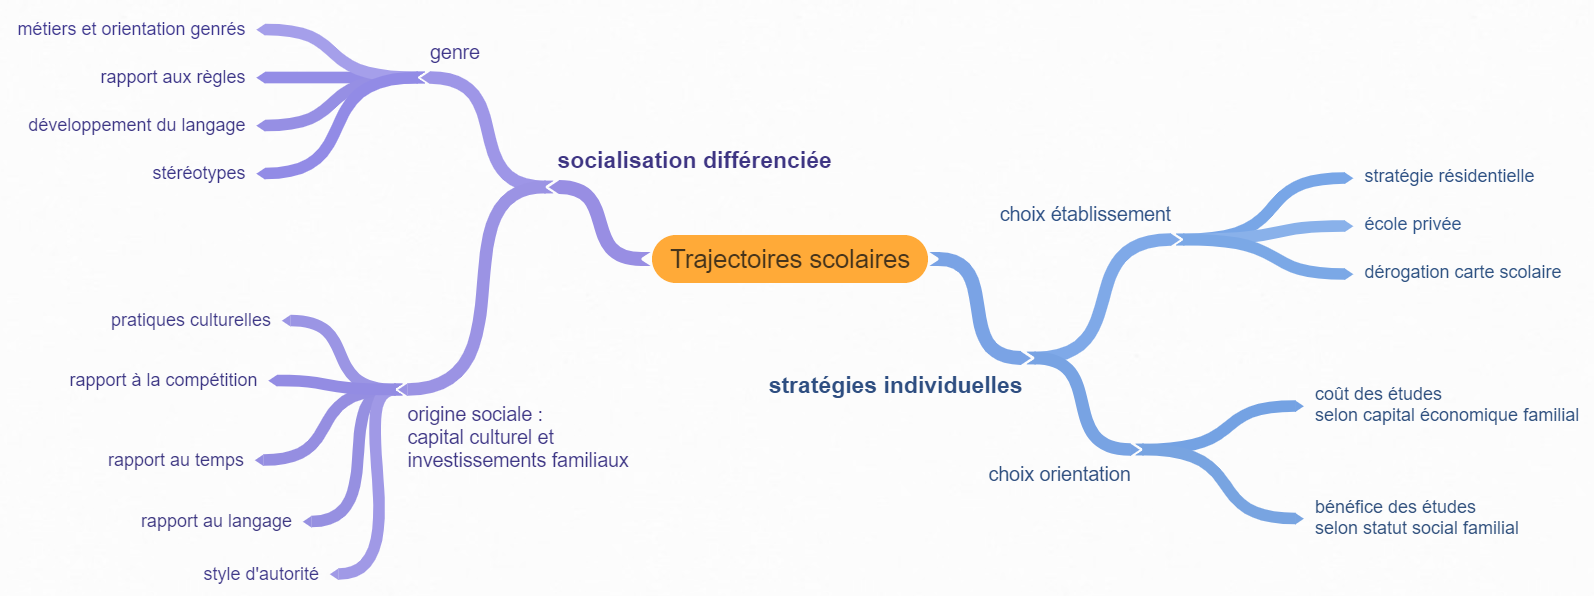 Trajectoires scolaires
socialisation différenciée
genre
métiers et orientation genrés
rapport aux règles
développement du langage
stéréotypes
origine sociale :
capital culturel et
investissements familiaux
pratiques culturelles
rapport à la compétition
rapport au temps
rapport au langage
style d'autorité
stratégies individuelles
choix établissement
stratégie résidentielle
école privée
dérogation carte scolaire
choix orientation
coût des études
selon capital économique familial
bénéfice des études
selon statut social familial